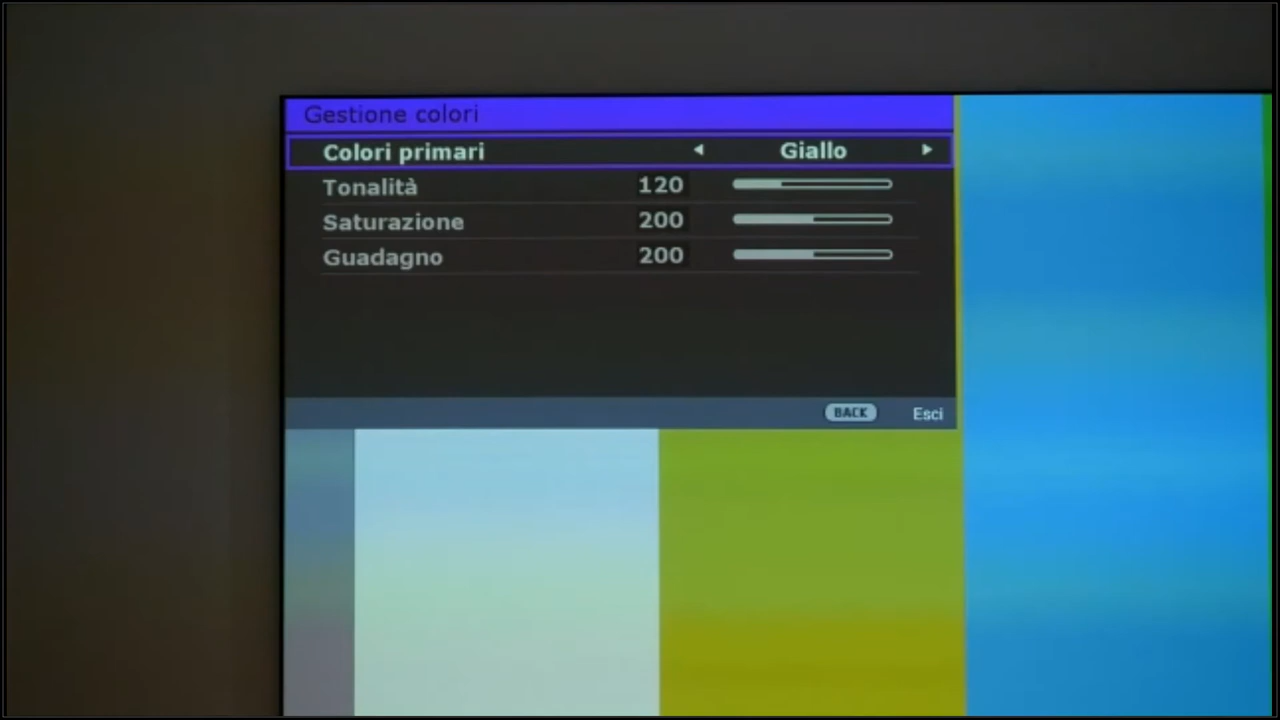 Gestione colori
Colori primari Giallo
Tonalità 120
Saturazione 200
Guadagno 200
BACK Esci